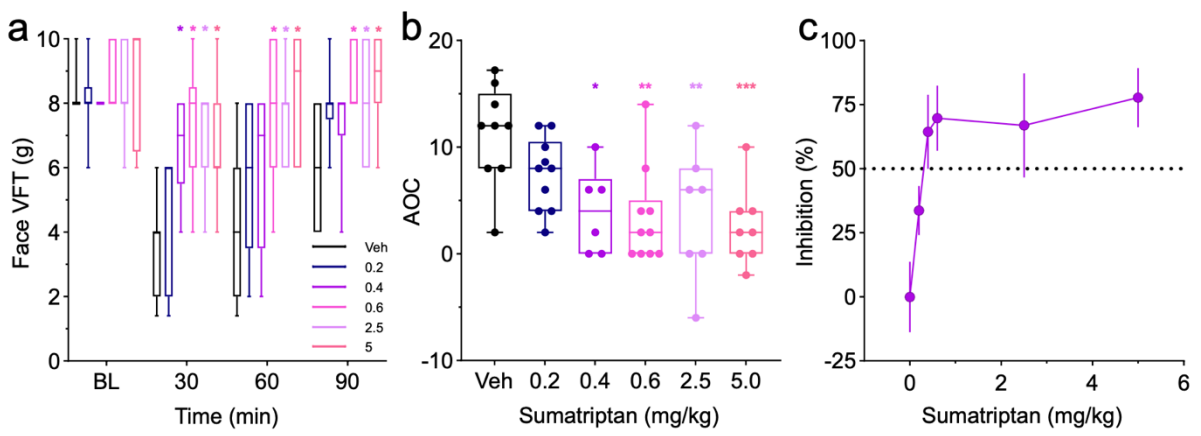 a
Face VFT (g)
10
8
6
4
2
0
* * * *
* * *
* * *
Veh
0.2
0.4
0.6
2.5
5
BL 30 60 90
Time (min)
b
AOC
20
10
0
-10
* ** ** ***
Veh 0.2 0.4 0.6 2.5 5.0
Sumatriptan (mg/kg)
c
Inhibition (%)
100
75
50
25
0
-25
0 2 4 6
Sumatriptan (mg/kg)